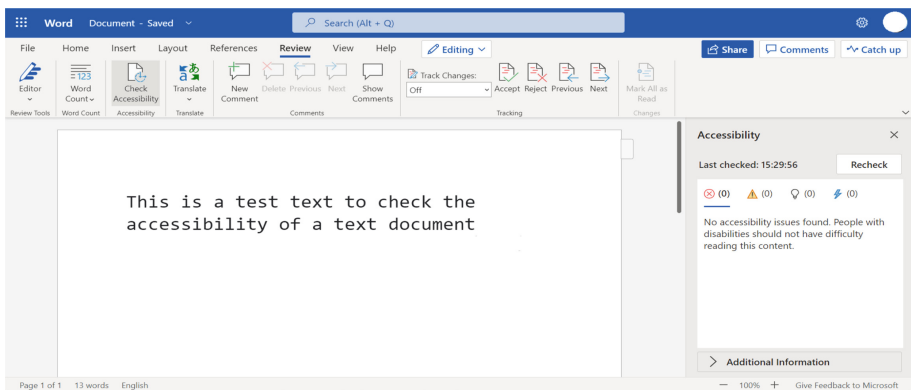 Word Document - Saved Search (Alt + Q)
File Home Insert Layout References Review View Help Editing Share Comments Catch up
Editor
Word Count
Check Accessibility
Translate
New Comment
Delete Previous Next
Show Comments
Track Changes:
Off
Accept Reject Previous Next
Mark All as Read
Review Tools Word Count Accessibility Translate Comments Tracking Changes
This is a test text to check the
accessibility of a text document
Accessibility
Last checked: 15:29:56 Recheck
(0) (0) (0) (0)
No accessibility issues found. People with
disabilities should not have difficulty
reading this content.
Additional Information
Page 1 of 1 13 words English 100% Give Feedback to Microsoft